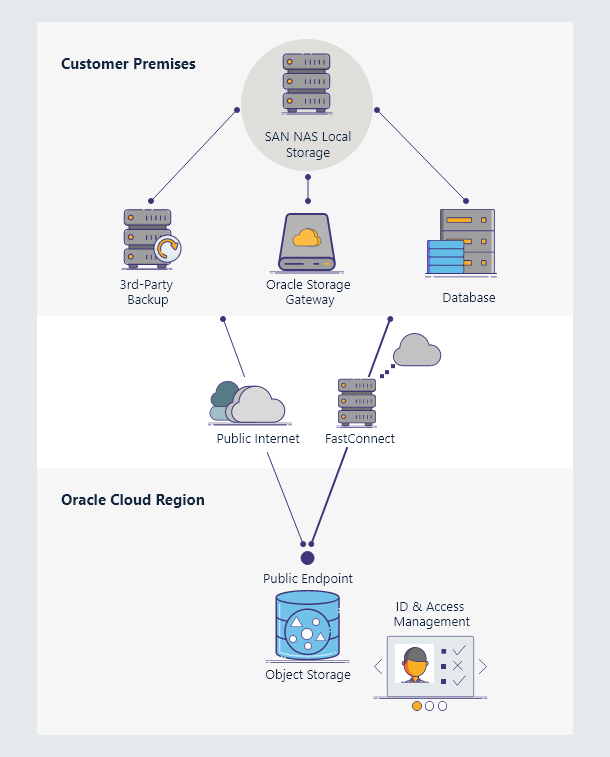 Customer Premises
SAN NAS Local
Storage
3rd-Party
Backup
Oracle Storage
Gateway
Database
Public Internet
FastConnect
Oracle Cloud Region
Public Endpoint
Object Storage
ID & Access
Management